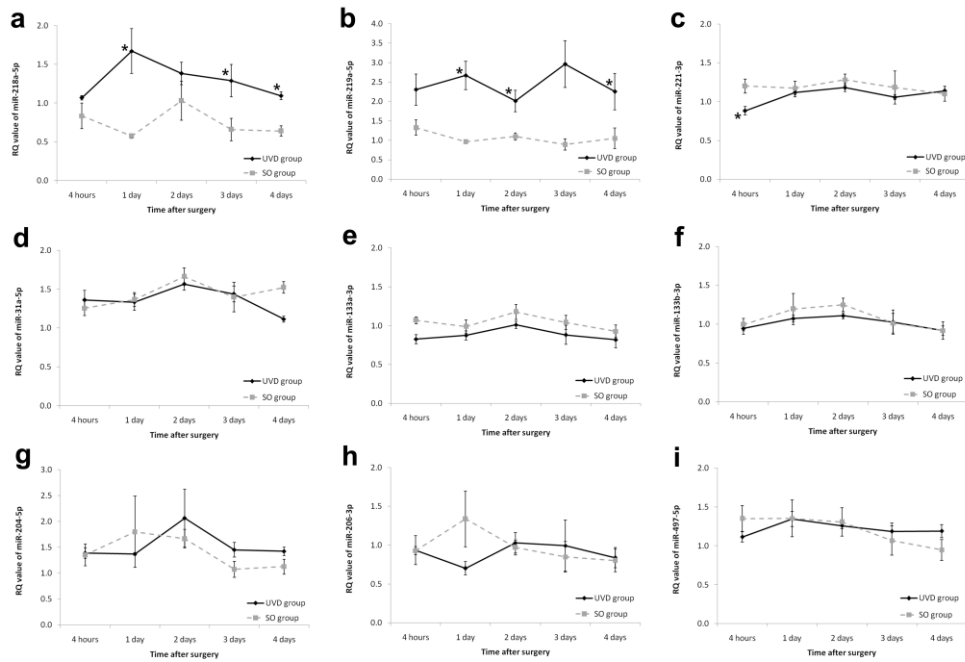 a
RQ value of miR-218a-5p
2.0
1.5
1.0
0.5
0.0
*
*
*
UVD group
SO group
4 hours 1 day 2 days 3 days 4 days
Time after surgery
b
RQ value of miR-219a-5p
4.0
3.5
3.0
2.5
2.0
1.5
1.0
0.5
0.0
*
*
*
UVD group
SO group
4 hours 1 day 2 days 3 days 4 days
Time after surgery
c
RQ value of miR-221-3p
2.0
1.5
1.0
0.5
0.0
*
UVD group
SO group
4 hours 1 day 2 days 3 days 4 days
Time after surgery
d
RQ value of miR-31a-5p
2.0
1.5
1.0
0.5
0.0
UVD group
SO group
4 hours 1 day 2 days 3 days 4 days
Time after surgery
e
RQ value of miR-133a-3p
2.0
1.5
1.0
0.5
0.0
UVD group
SO group
4 hours 1 day 2 days 3 days 4 days
Time after surgery
f
RQ value of miR-133b-3p
2.0
1.5
1.0
0.5
0.0
UVD group
SO group
4 hours 1 day 2 days 3 days 4 days
Time after surgery
g
RQ value of miR-204-5p
3.0
2.5
2.0
1.5
1.0
0.5
0.0
UVD group
SO group
4 hours 1 day 2 days 3 days 4 days
Time after surgery
h
RQ value of miR-206-3p
2.0
1.5
1.0
0.5
0.0
UVD group
SO group
4 hours 1 day 2 days 3 days 4 days
Time after surgery
i
RQ value of miR-497-5p
2.0
1.5
1.0
0.5
0.0
UVD group
SO group
4 hours 1 day 2 days 3 days 4 days
Time after surgery